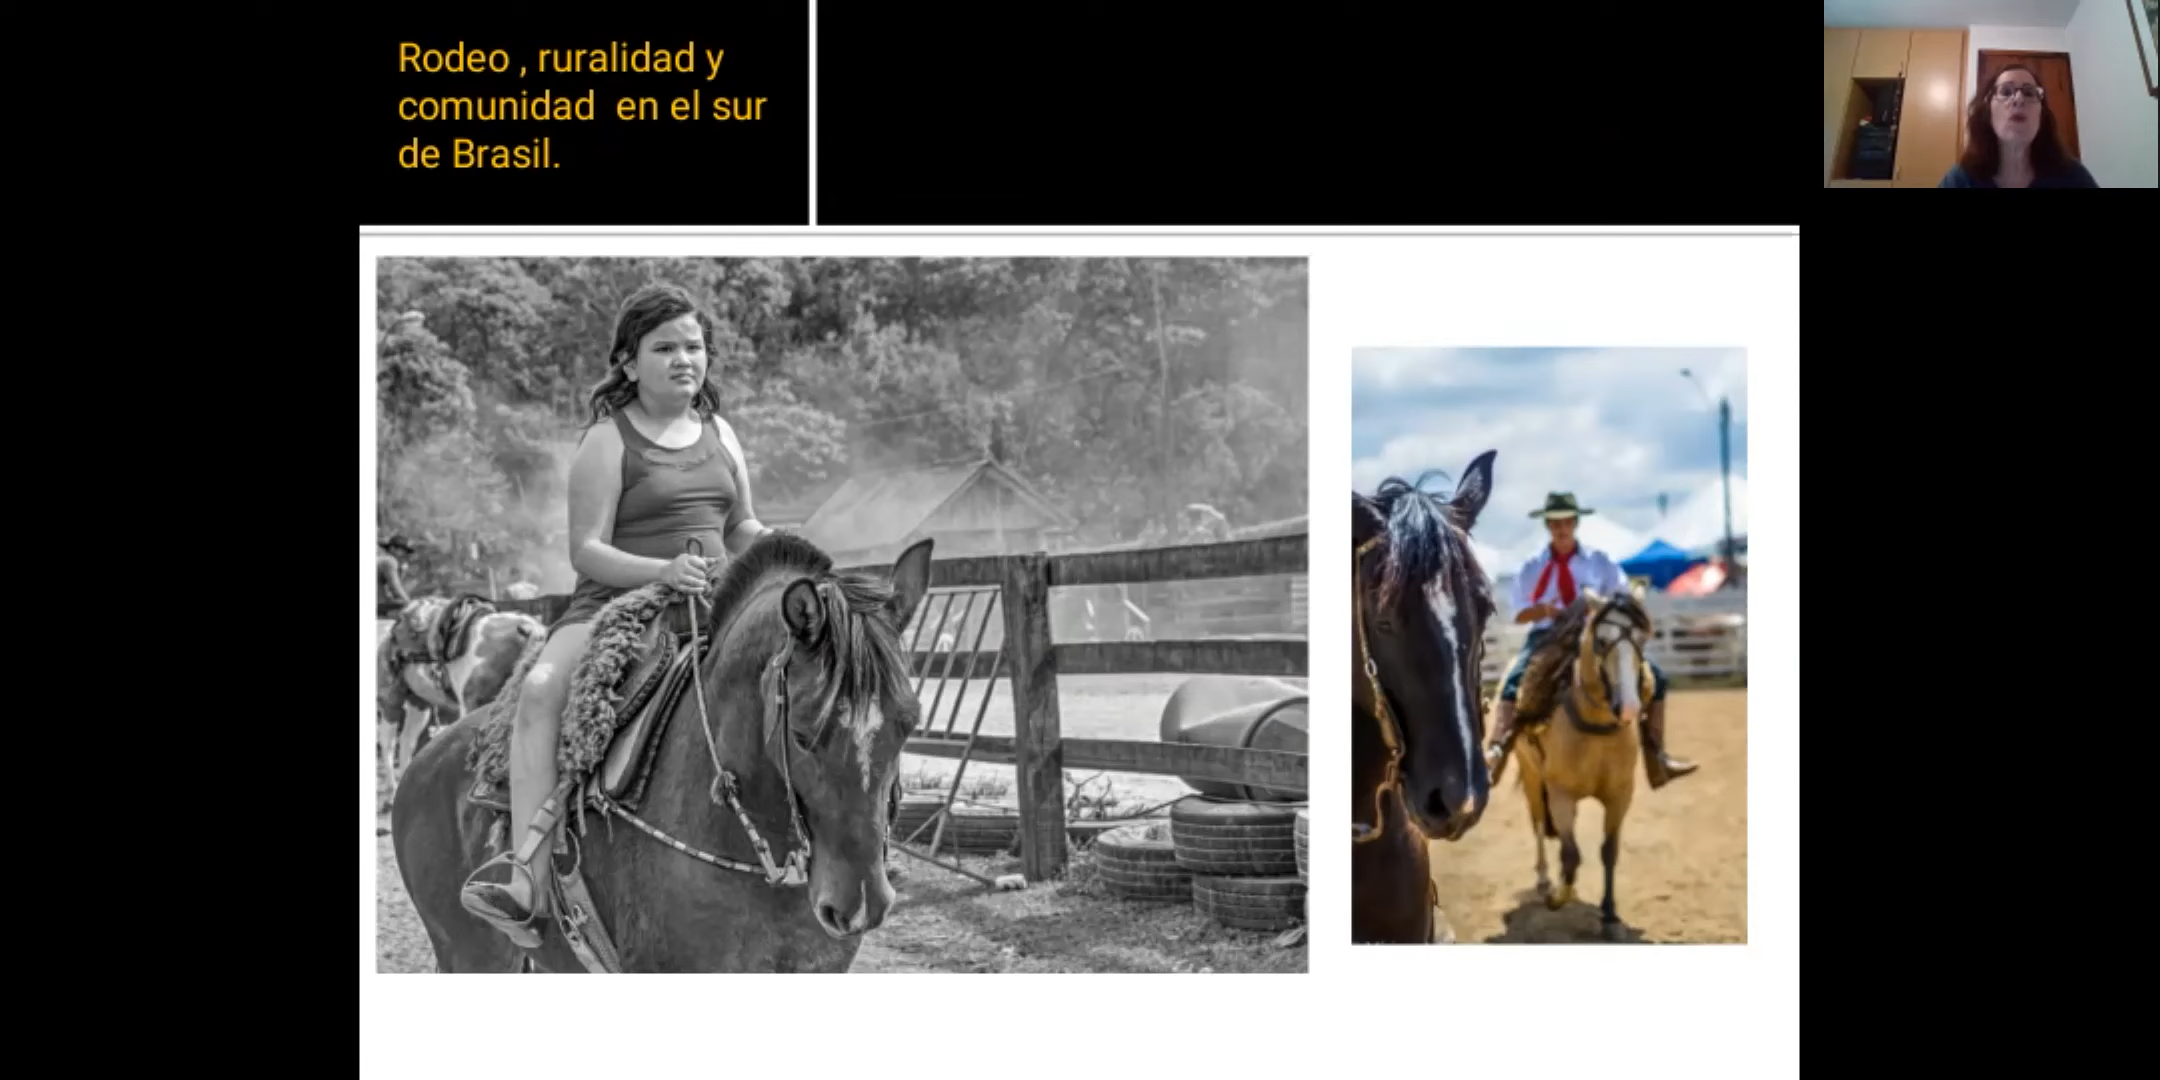 Rodeo , ruralidad y
comunidad  en el sur
de Brasil.